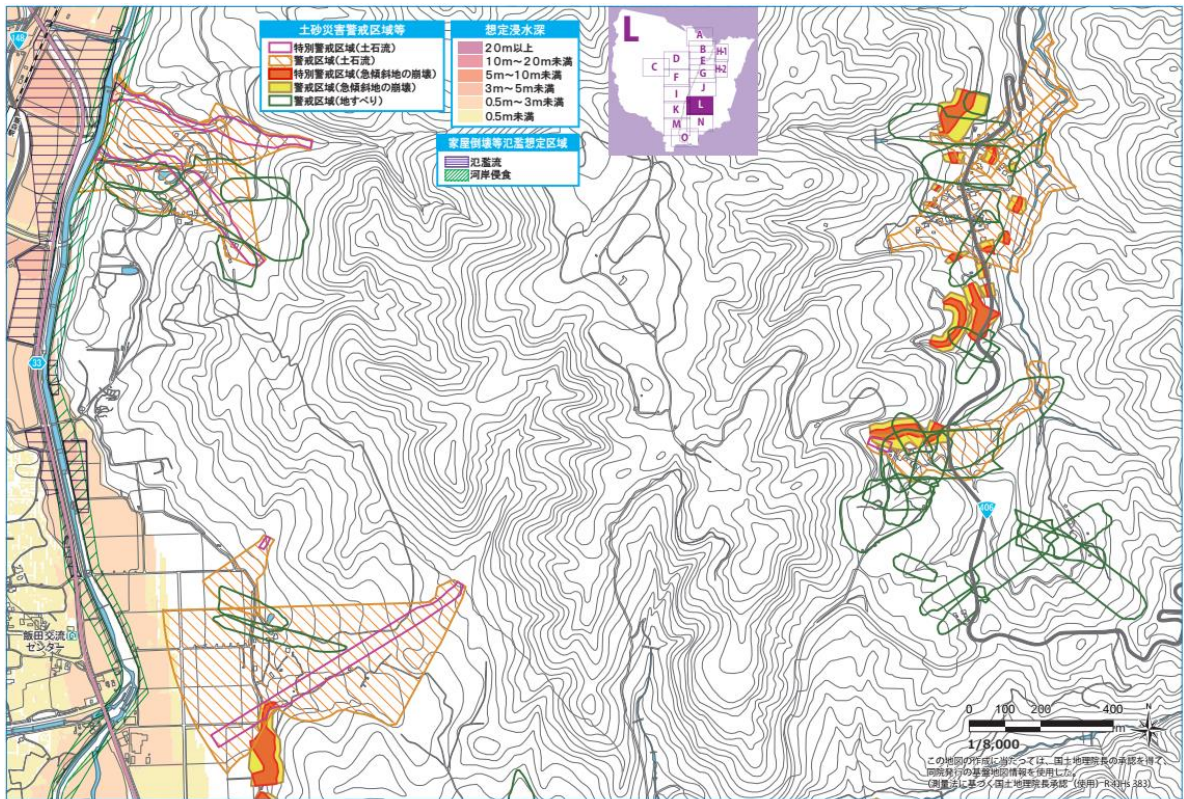 148
土砂災害警戒区域等
特別警戒区域(土石流)
警戒区域(土石流)
特別警戒区域(急傾斜地の崩壊)
警戒区域(急傾斜地の崩壊)
警戒区域(地すべり)
想定浸水深
20m以上
10m～20m未満
5m～10m未満
3m～5m未満
0.5m～3m未満
0.5m未満
家屋倒壊等氾濫想定区域
氾濫流
河岸侵食
L
A
B
H-1
C
D
E
H-2
F
G
I
J
K
L
M
N
O
33
406
飯田交流
センター
0 100 200 400
m
N
1/8,000
この地図の作成に当たっては、国土地理院長の承認を得て、
同院発行の基盤地図情報を使用した。
(測量法に基づく国土地理院長承認（使用）R 4JHs 383)